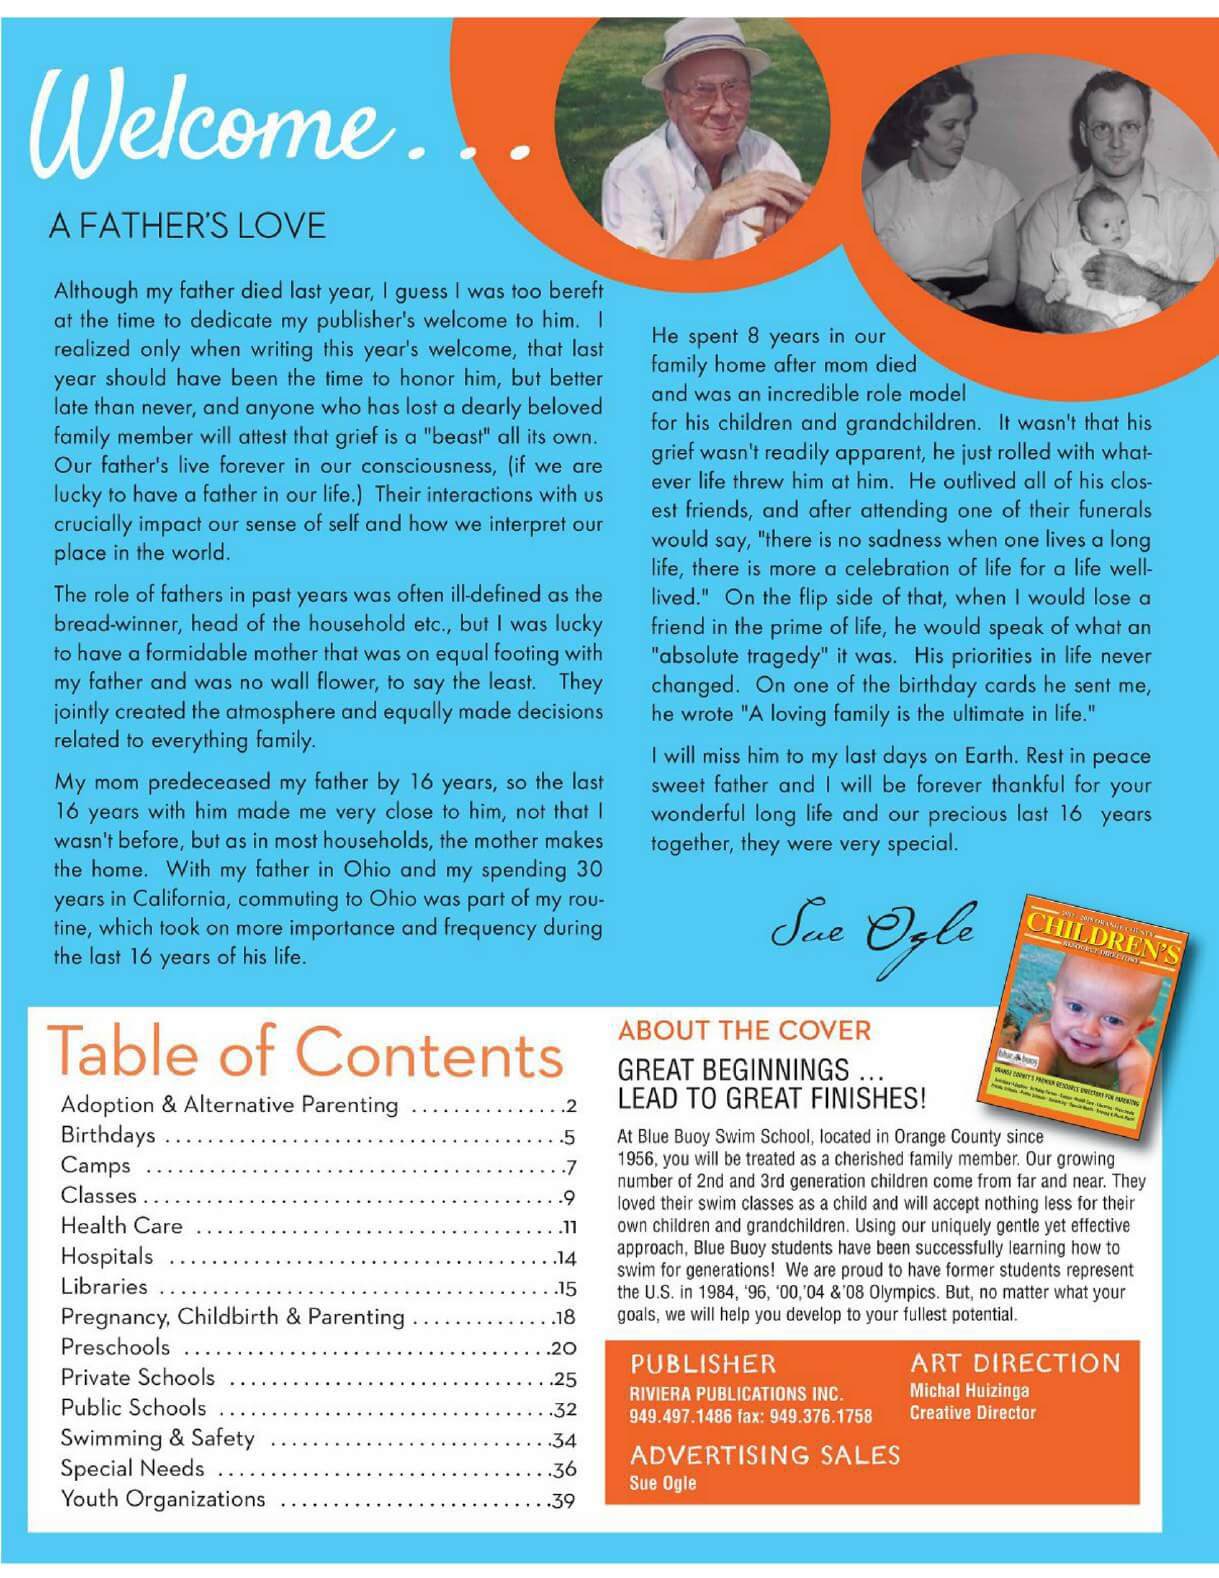 Welcome...
A FATHER'S LOVE
Although my father died last year, I guess I was too bereft
at the time to dedicate my publisher's welcome to him. I
realized only when writing this year's welcome, that last
year should have been the time to honor him, but better
late than never, and anyone who has lost a dearly beloved
family member will attest that grief is a "beast" all its own.
Our father's live forever in our consciousness, (if we are
lucky to have a father in our life.) Their interactions with us
crucially impact our sense of self and how we interpret our
place in the world.
The role of fathers in past years was often ill-defined as the
bread-winner, head of the household etc., but I was lucky
to have a formidable mother that was on equal footing with
my father and was no wall flower, to say the least. They
jointly created the atmosphere and equally made decisions
related to everything family.
My mom predeceased my father by 16 years, so the last
16 years with him made me very close to him, not that I
wasn't before, but as in most households, the mother makes
the home. With my father in Ohio and my spending 30
years in California, commuting to Ohio was part of my rou-
tine, which took on more importance and frequency during
the last 16 years of his life.
He spent 8 years in our
family home after mom died
and was an incredible role model
for his children and grandchildren. It wasn't that his
grief wasn't readily apparent, he just rolled with what-
ever life threw him at him. He outlived all of his clos-
est friends, and after attending one of their funerals
would say, "there is no sadness when one lives a long
life, there is more a celebration of life for a life well-
lived." On the flip side of that, when I would lose a
friend in the prime of life, he would speak of what an
"absolute tragedy" it was. His priorities in life never
changed. On one of the birthday cards he sent me,
he wrote "A loving family is the ultimate in life."
I will miss him to my last days on Earth. Rest in peace
sweet father and I will be forever thankful for your
wonderful long life and our precious last 16 years
together, they were very special.
Sue Ogle
ORANGE COUNTY
CHILDREN'S
RESOURCE DIRECTORY
blue buoy
ORANGE COUNTY'S PREMIER RESOURCE DIRECTORY FOR PARENTING
Table of Contents
Adoption & Alternative Parenting ...............2
Birthdays ......................................5
Camps ........................................7
Classes ........................................9
Health Care ...................................11
Hospitals .....................................14
Libraries ......................................15
Pregnancy, Childbirth & Parenting ..............18
Preschools ...................................20
Private Schools ...............................25
Public Schools ................................32
Swimming & Safety ...........................34
Special Needs ................................36
Youth Organizations ..........................39
ABOUT THE COVER
GREAT BEGINNINGS ...
LEAD TO GREAT FINISHES!
At Blue Buoy Swim School, located in Orange County since
1956, you will be treated as a cherished family member. Our growing
number of 2nd and 3rd generation children come from far and near. They
loved their swim classes as a child and will accept nothing less for their
own children and grandchildren. Using our uniquely gentle yet effective
approach, Blue Buoy students have been successfully learning how to
swim for generations! We are proud to have former students represent
the U.S. in 1984, '96, '00,'04 &'08 Olympics. But, no matter what your
goals, we will help you develop to your fullest potential.
PUBLISHER
RIVIERA PUBLICATIONS INC.
949.497.1486 fax: 949.376.1758
ADVERTISING SALES
Sue Ogle
ART DIRECTION
Michal Huizinga
Creative Director